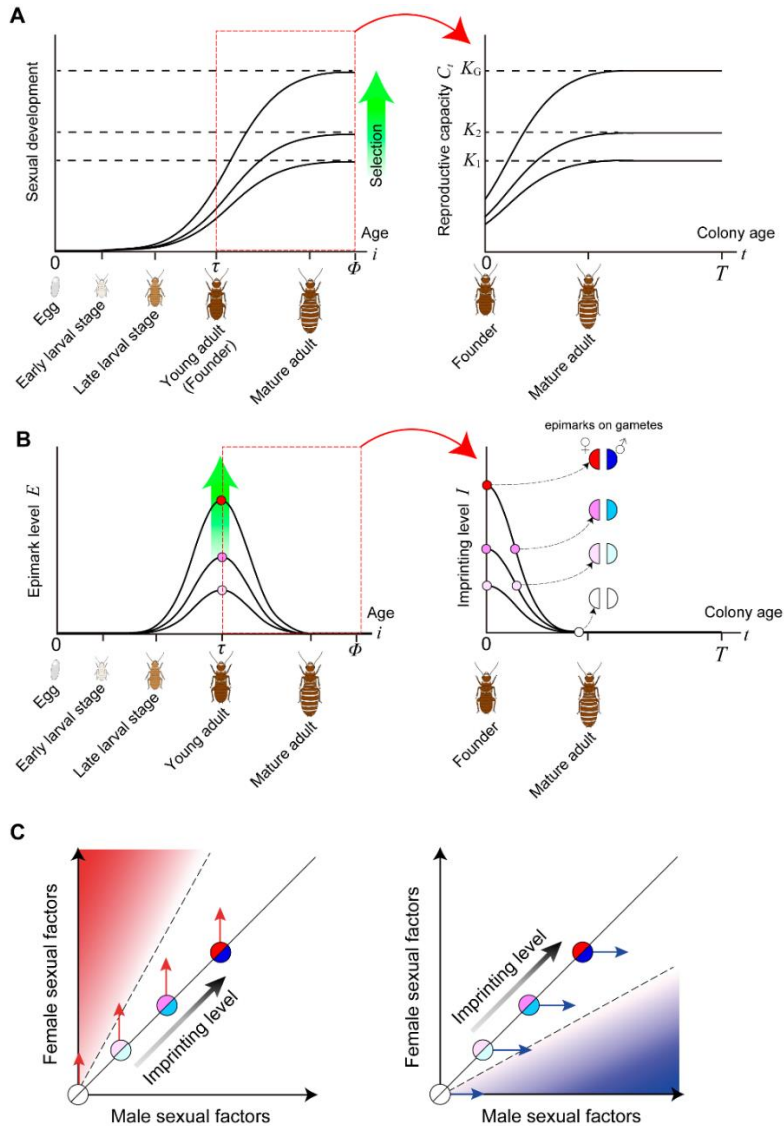 A
Sexual development
Selection
Age
i
0
τ
Φ
Egg
Early larval stage
Late larval stage
Young adult
(Founder)
Mature adult
Reproductive capacity Ct
KG
K2
K1
Colony age
t
0
T
Founder
Mature adult
B
Epimark level E
Age
i
0
τ
Φ
Egg
Early larval stage
Late larval stage
Young adult
Mature adult
epimarks on gametes
♀ ♂
Imprinting level I
Colony age
t
0
T
Founder
Mature adult
C
Female sexual factors
Imprinting level
Male sexual factors
Female sexual factors
Imprinting level
Male sexual factors